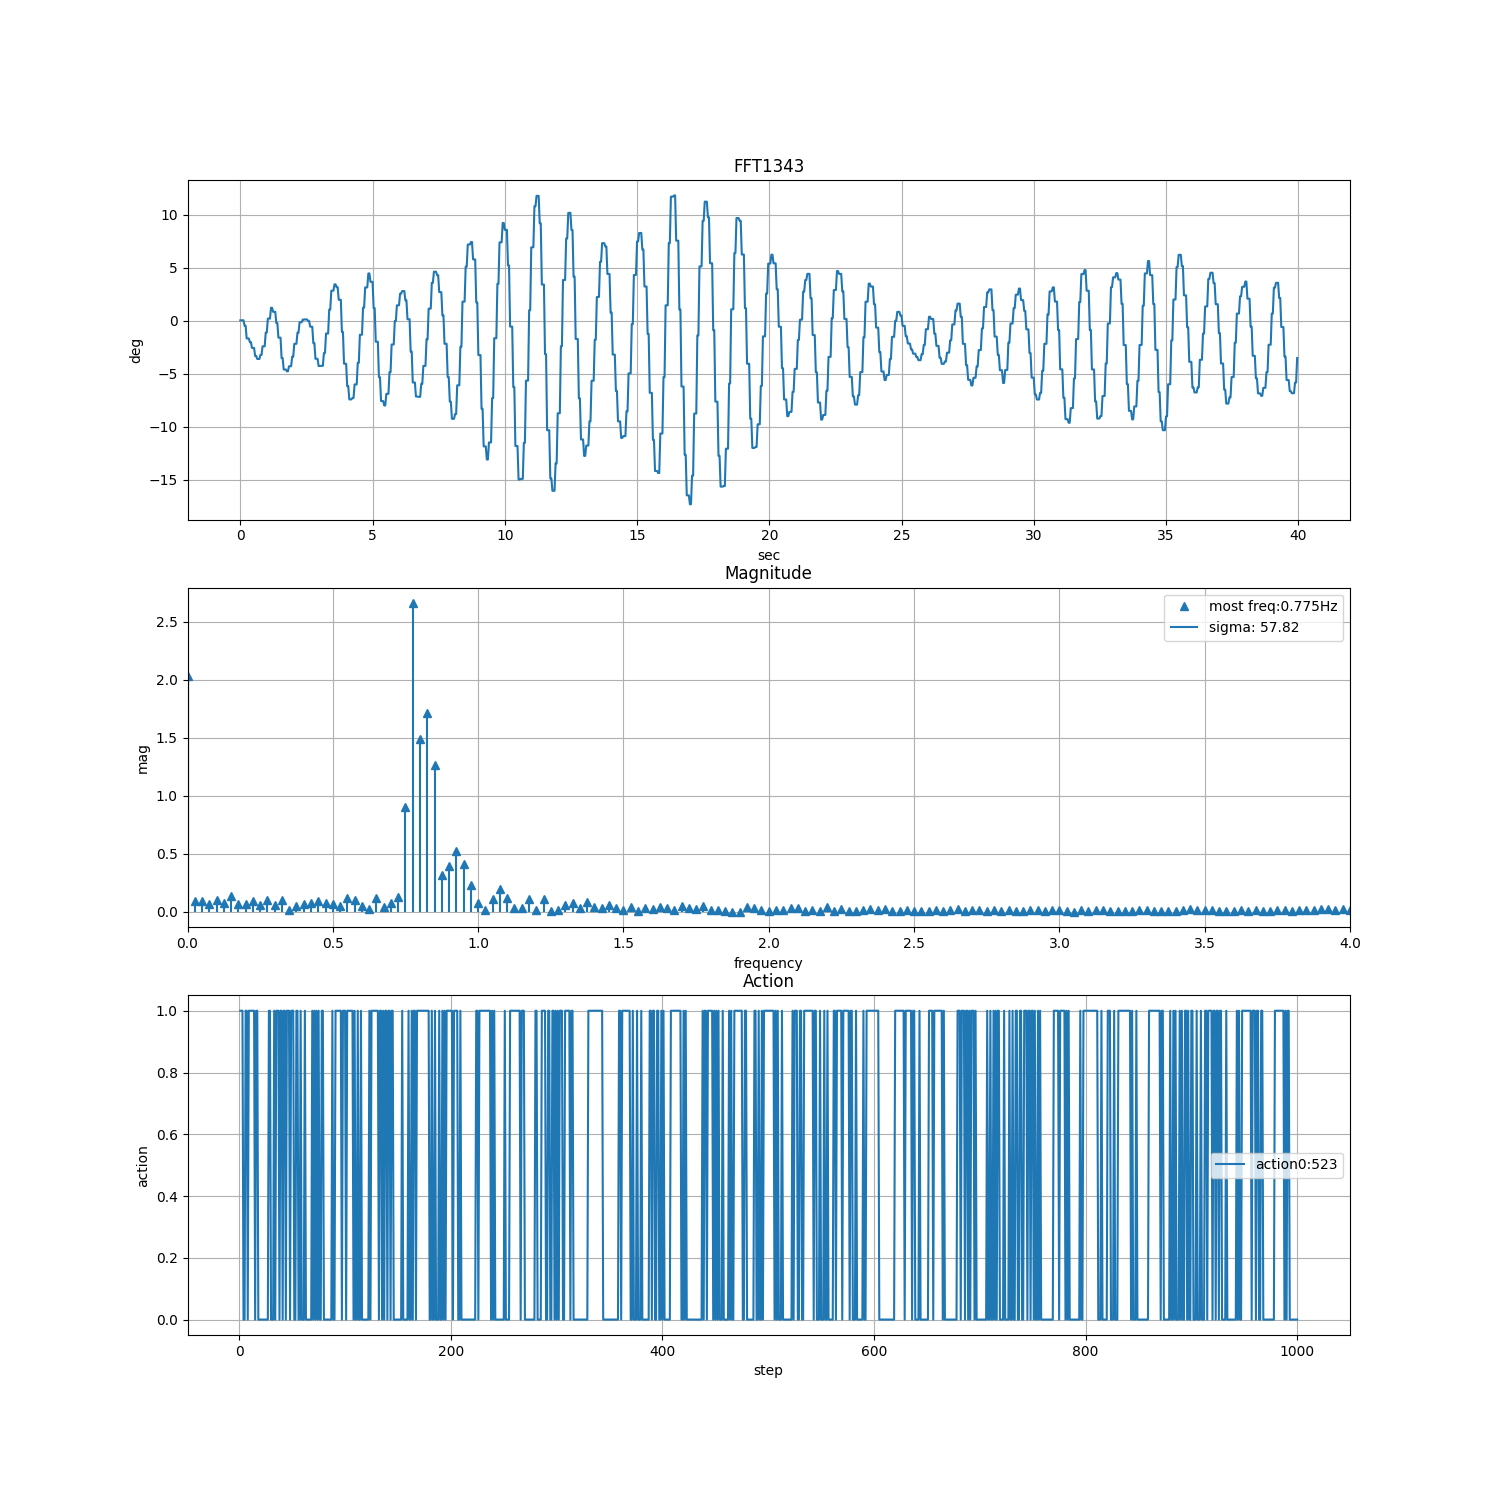 FFT1343
10
5
0
−5
−10
−15
deg
0 5 10 15 20 25 30 35 40
sec
Magnitude
most freq:0.775Hz
sigma: 57.82
2.5
2.0
1.5
1.0
0.5
0.0
mag
0.0 0.5 1.0 1.5 2.0 2.5 3.0 3.5 4.0
frequency
Action
1.0
0.8
0.6
0.4
0.2
0.0
action
action0:523
0 200 400 600 800 1000
step